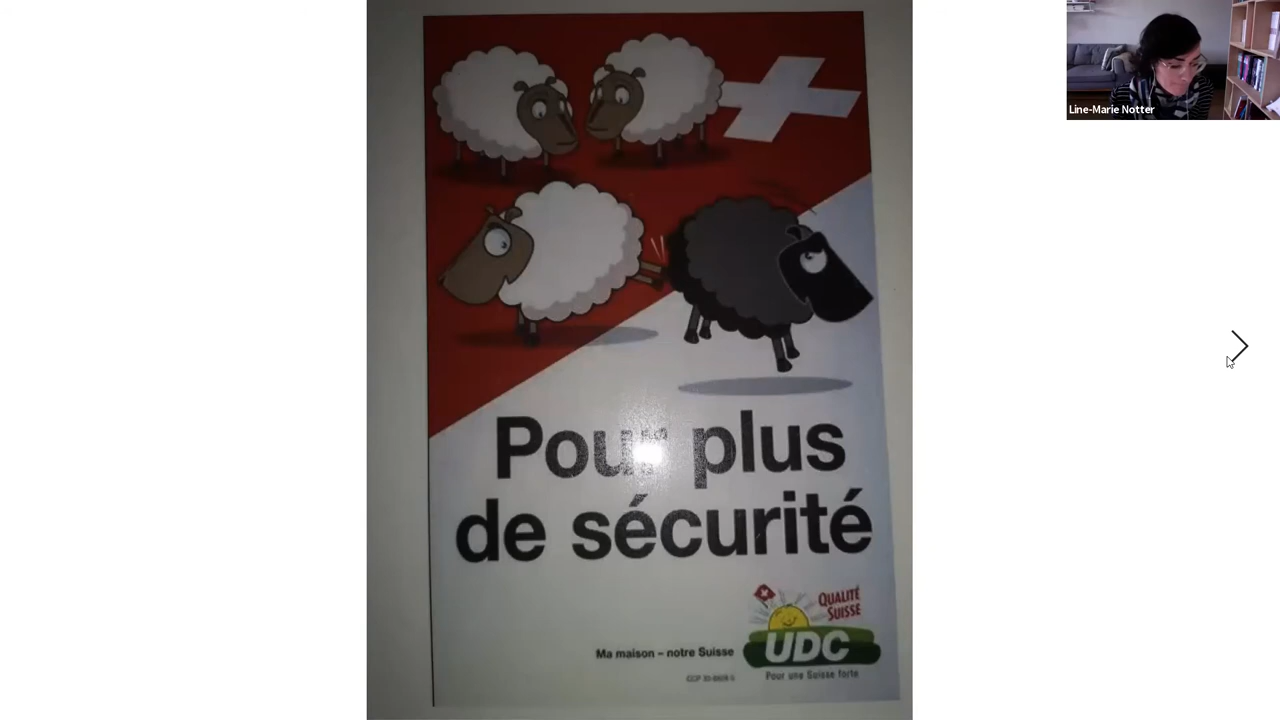 Line-Marie Notter
Pour plus
de sécurité
QUALITÉ
SUISSE
UDC
Ma maison – notre Suisse
Pour une Suisse forte